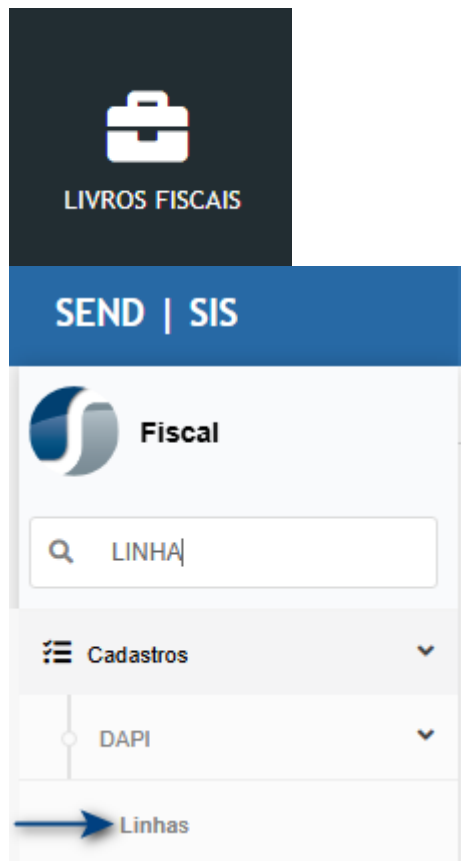 LIVROS FISCAIS
SEND | SIS
Fiscal
LINHA
Cadastros
DAPI
Linhas